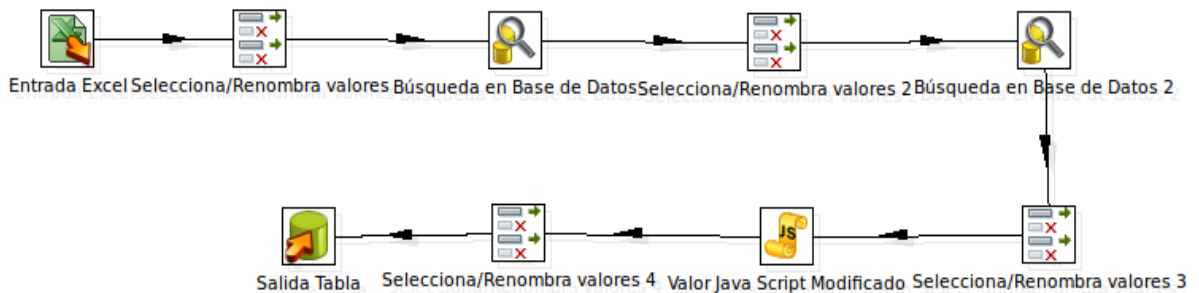 Entrada Excel
Selecciona/Renombra valores
Búsqueda en Base de Datos
Selecciona/Renombra valores 2
Búsqueda en Base de Datos 2
JS
Salida Tabla
Selecciona/Renombra valores 4
Valor Java Script Modificado
Selecciona/Renombra valores 3